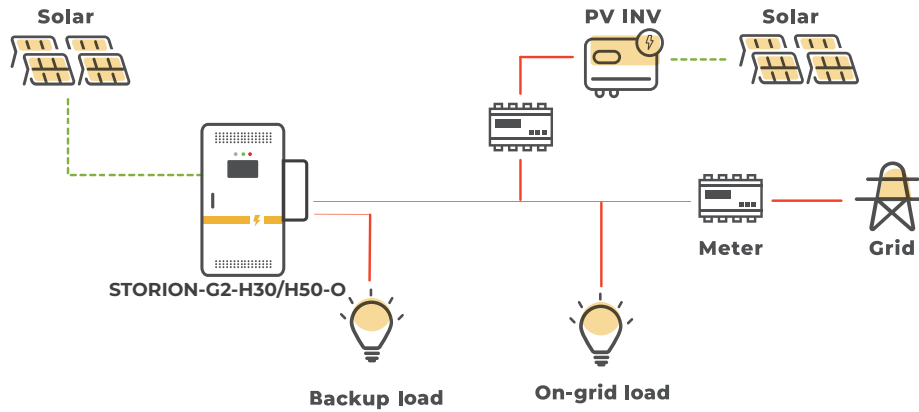 Solar
PV INV
Solar
Meter
Grid
STORION-G2-H30/H50-O
Backup load
On-grid load